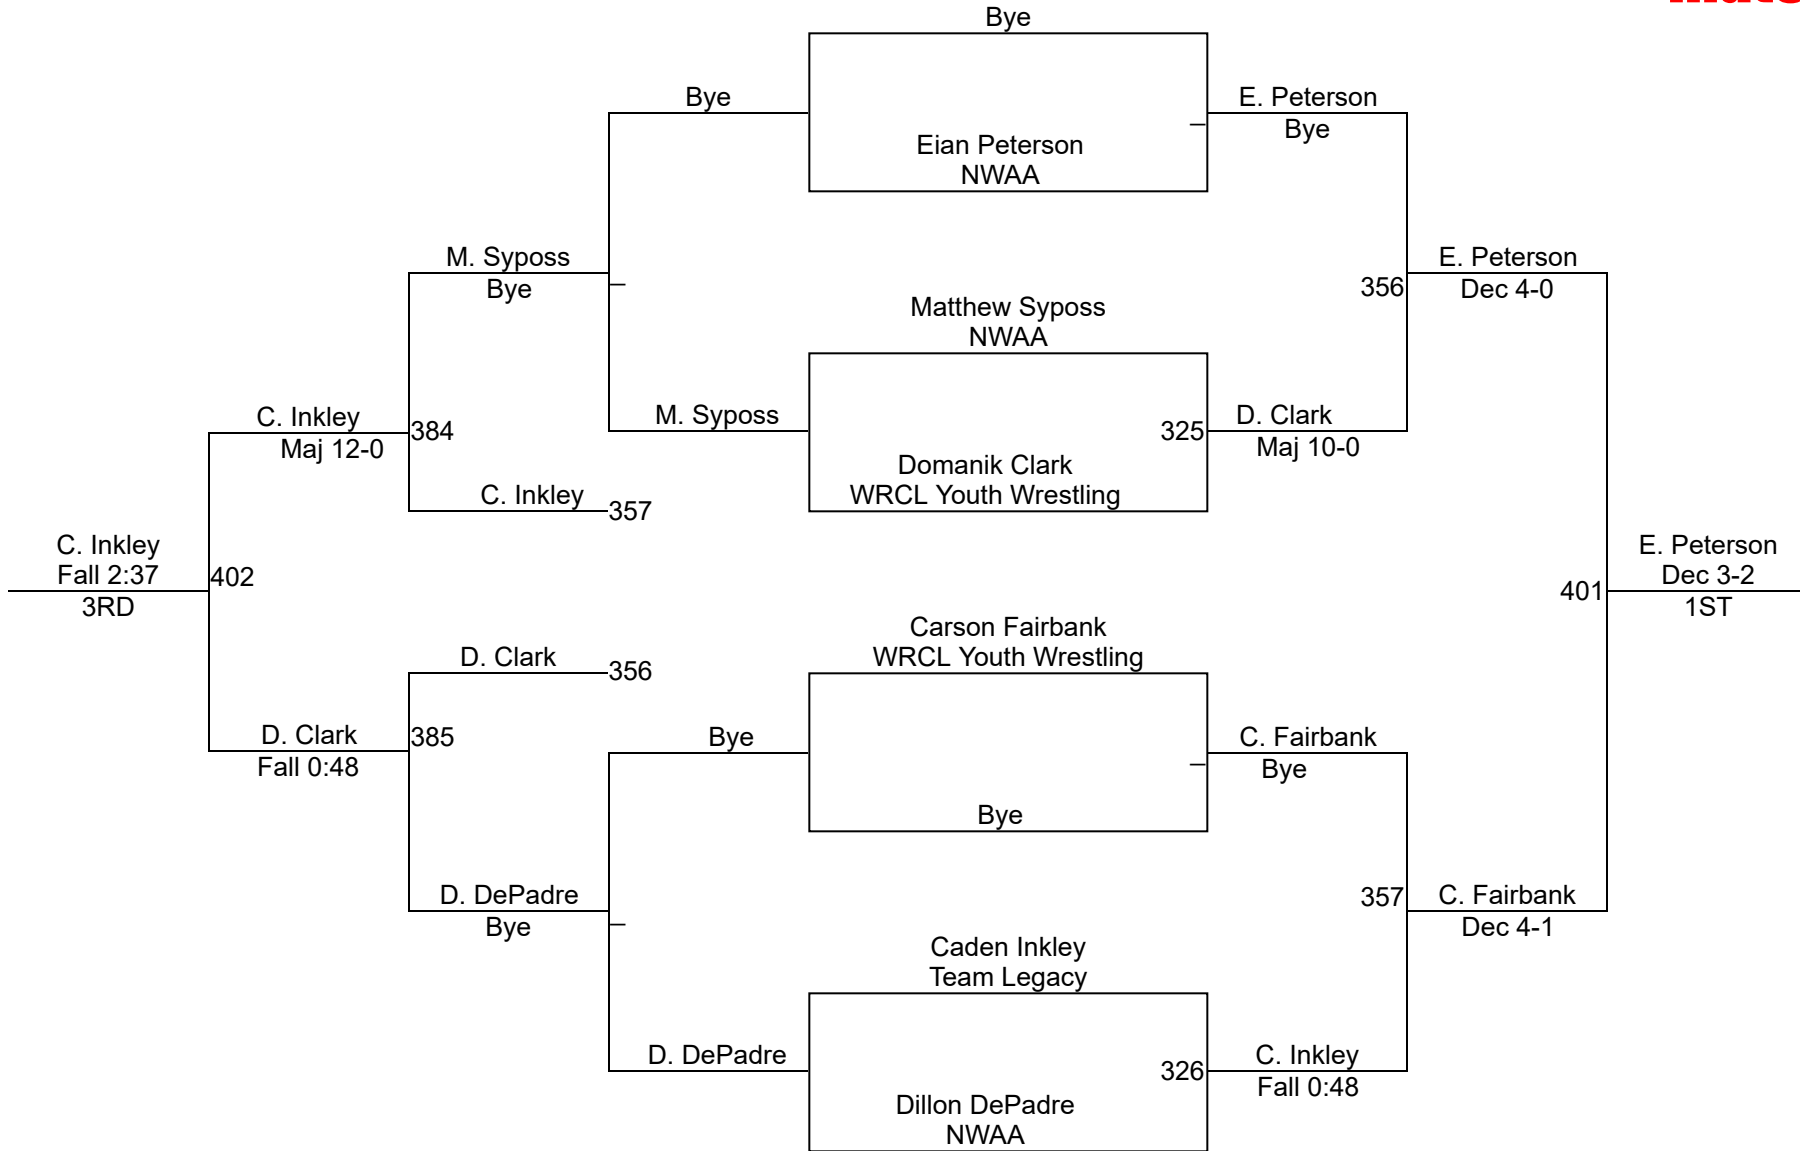 Bye
Bye
E. Peterson
Bye
Eian Peterson
NWAA
M. Syposs
Bye
E. Peterson
Dec 4-0
356
Matthew Syposs
NWAA
C. Inkley
Maj 12-0
384
M. Syposs
325
D. Clark
Maj 10-0
Domanik Clark
WRCL Youth Wrestling
C. Inkley
357
C. Inkley
Fall 2:37
3RD
402
E. Peterson
Dec 3-2
1ST
401
Carson Fairbank
WRCL Youth Wrestling
D. Clark
356
D. Clark
Fall 0:48
385
Bye
C. Fairbank
Bye
Bye
D. DePadre
Bye
357
C. Fairbank
Dec 4-1
Caden Inkley
Team Legacy
D. DePadre
326
C. Inkley
Fall 0:48
Dillon DePadre
NWAA